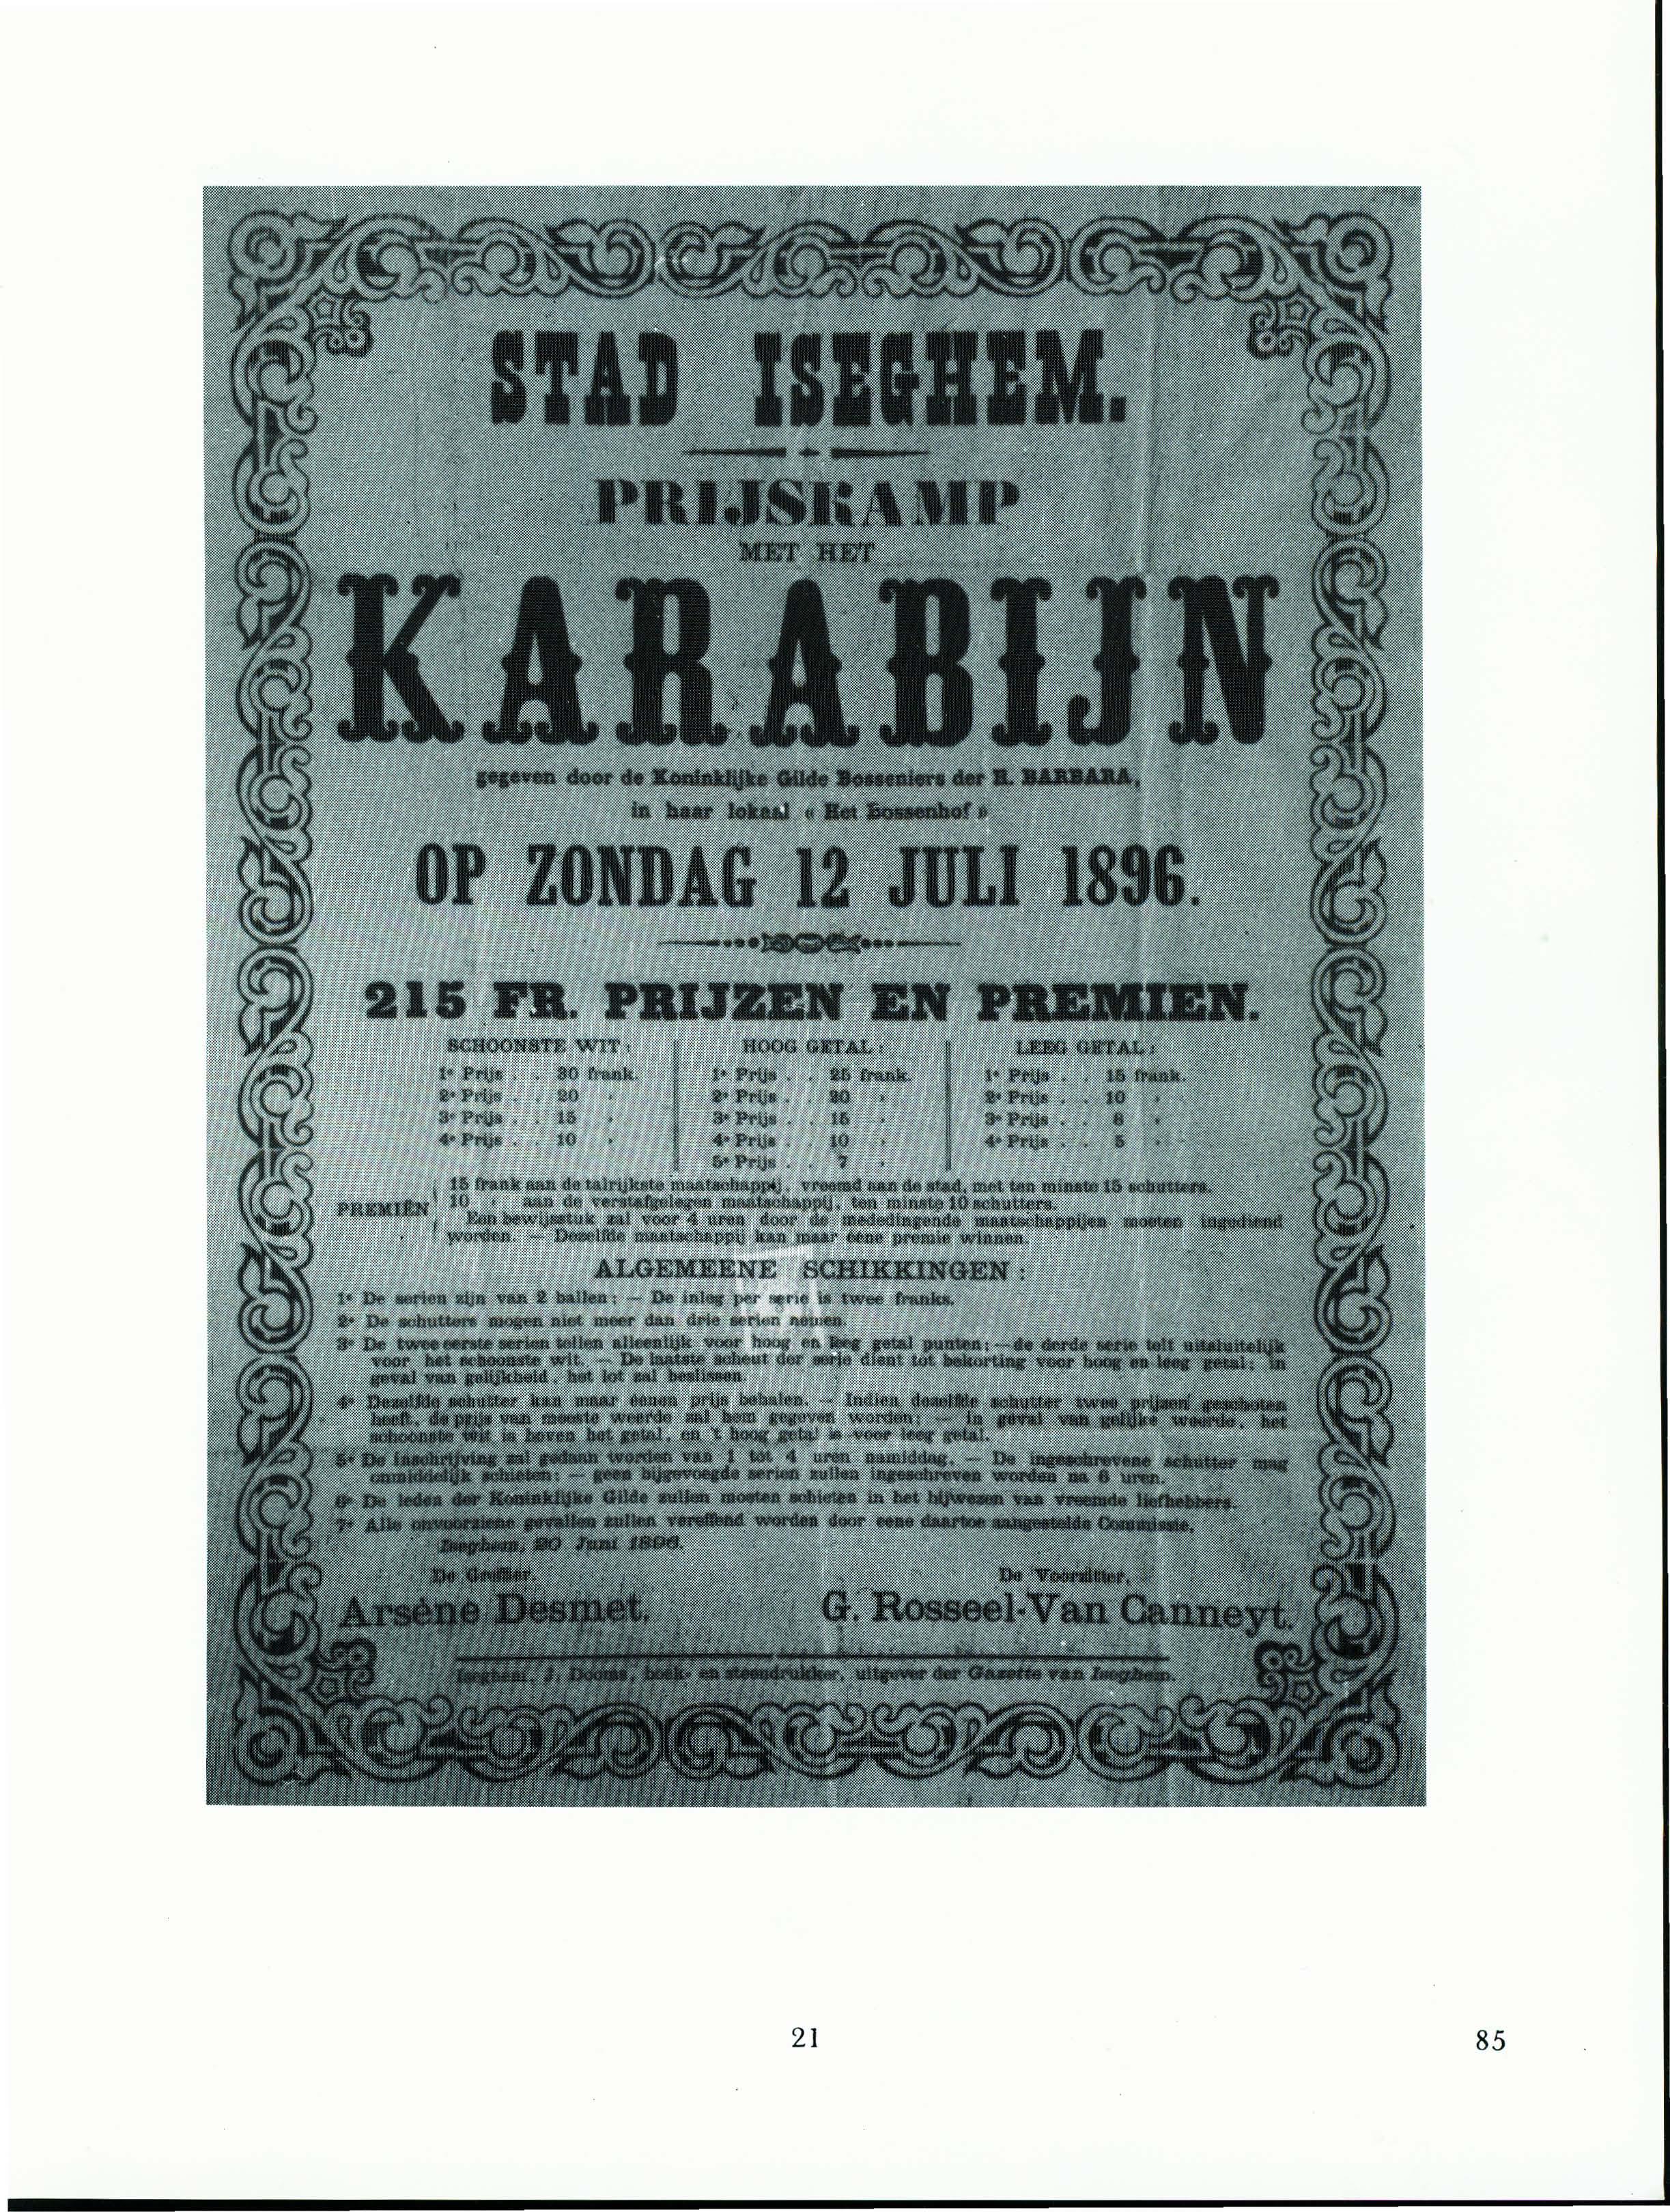 STAD ISEGHEM.
PRIJSKAMP
MET HET
KARABIJN
gegeven door de Koninklijke Gilde Bosseniers der H. BARBARA,
in haar lokaal « Het Bossenhof »
OP ZONDAG 12 JULI 1896.
215 FR. PRIJZEN EN PREMIEN.
SCHOONSTE WIT:
1e Prijs . . 30 frank.
2e Prijs . . 20 »
3e Prijs . . 15 »
4e Prijs . . 10 »
HOOG GETAL:
1e Prijs . . 25 frank.
2e Prijs . . 20 »
3e Prijs . . 15 »
4e Prijs . . 10 »
5e Prijs . . 7 »
LEEG GETAL:
1e Prijs . . 15 frank.
2e Prijs . . 10 »
3e Prijs . . 8 »
4e Prijs . . 5 »
PREMIËN
15 frank aan de talrijkste maatschappij, vreemd aan de stad, met ten minste 15 schutters.
10 » aan de verstafgelegen maatschappij, ten minste 10 schutters.
Een bewijsstuk zal voor 4 uren door de mededingende maatschappijen moeten ingediend
worden. — Dezelfde maatschappij kan maar ééne premie winnen.
ALGEMEENE SCHIKKINGEN:
1e De serien zijn van 2 ballen; — De inleg per serie is twee franks.
2e De schutters mogen niet meer dan drie serien nemen.
3e De twee eerste serien tellen alleenlijk voor hoog en leeg getal punten; — de derde serie telt uitsluitelijk
voor het schoonste wit. — De laatste scheut der serie dient tot bekorting voor hoog en leeg getal; in
geval van gelijkheid, het lot zal beslissen.
4e Dezelfde schutter kan maar éénen prijs behalen. — Indien dezelfde schutter twee prijzen geschoten
heeft, de prijs van meeste weerde zal hem gegeven worden; — in geval van gelijke weerde, het
schoonste wit is boven het getal, en 't hoog getal is voor leeg getal.
5e De inschrijving zal gedaan worden van 1 tot 4 uren namiddag. — De ingeschrevene schutter mag
onmiddelijk schieten; — geen bijgevoegde serien zullen ingeschreven worden na 6 uren.
6e De leden der Koninklijke Gilde zullen moeten schieten in het bijwezen van vreemde liefhebbers.
7e Alle onvoorziene gevallen zullen vereffend worden door eene daartoe aangestelde Commissie.
Iseghem, 20 Juni 1896.
De Greffier,
Arsène Desmet.
De Voorzitter,
G. Rosseel-Van Canneyt.
Iseghem, J. Dooms, boek- en steendrukker, uitgever der Gazette van Iseghem.
21
85